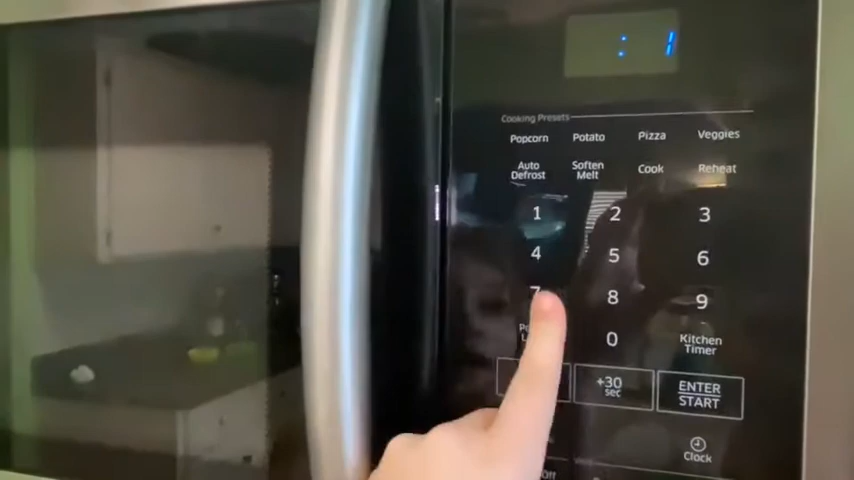 : 1
Cooking Presets
Popcorn Potato Pizza Veggies
Auto Defrost Soften Melt Cook Reheat
1 2 3
4 5 6
7 8 9
0 Kitchen Timer
+30 sec ENTER START
Clock